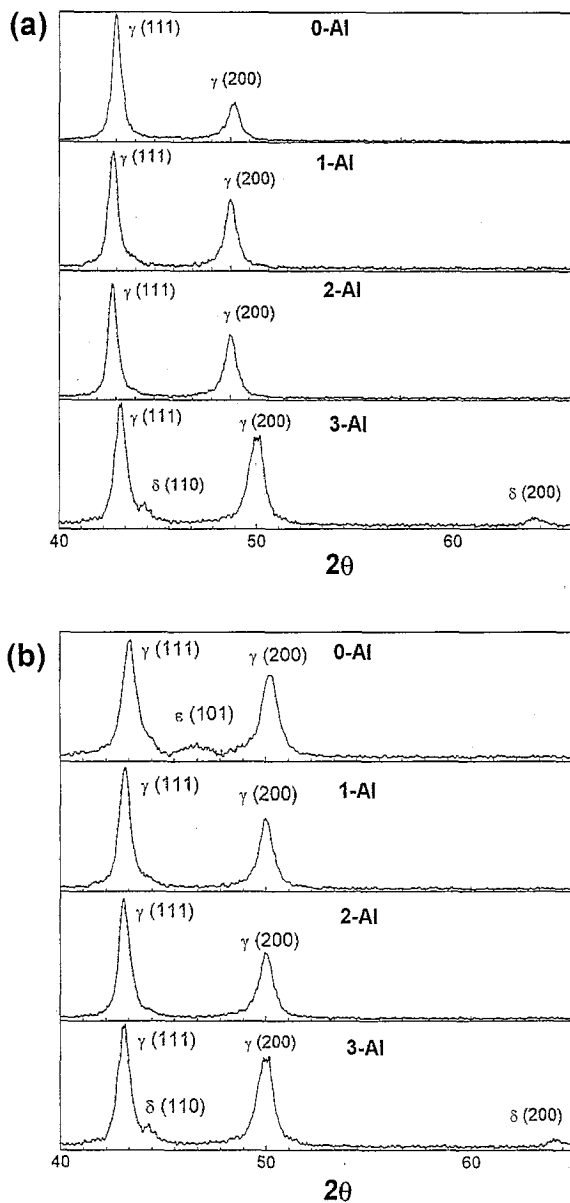 (a)
γ (111)
0-Al
γ (200)
γ (111)
1-Al
γ (200)
γ (111)
2-Al
γ (200)
γ (111)
γ (200)
3-Al
δ (110)
δ (200)
40 50 60
2θ
(b)
γ (111)
γ (200)
0-Al
ε (101)
γ (111)
γ (200)
1-Al
γ (111)
γ (200)
2-Al
γ (111)
γ (200)
3-Al
δ (110)
δ (200)
40 50 60
2θ